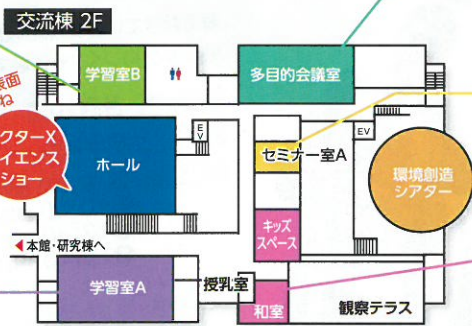 交流棟 2F
学習室B
多目的会議室
表面
ね
クターX
イエンス
ショー
ホール
EV
セミナー室A
EV
環境創造
シアター
キッズ
スペース
本館・研究棟へ
学習室A
授乳室
和室
観察テラス